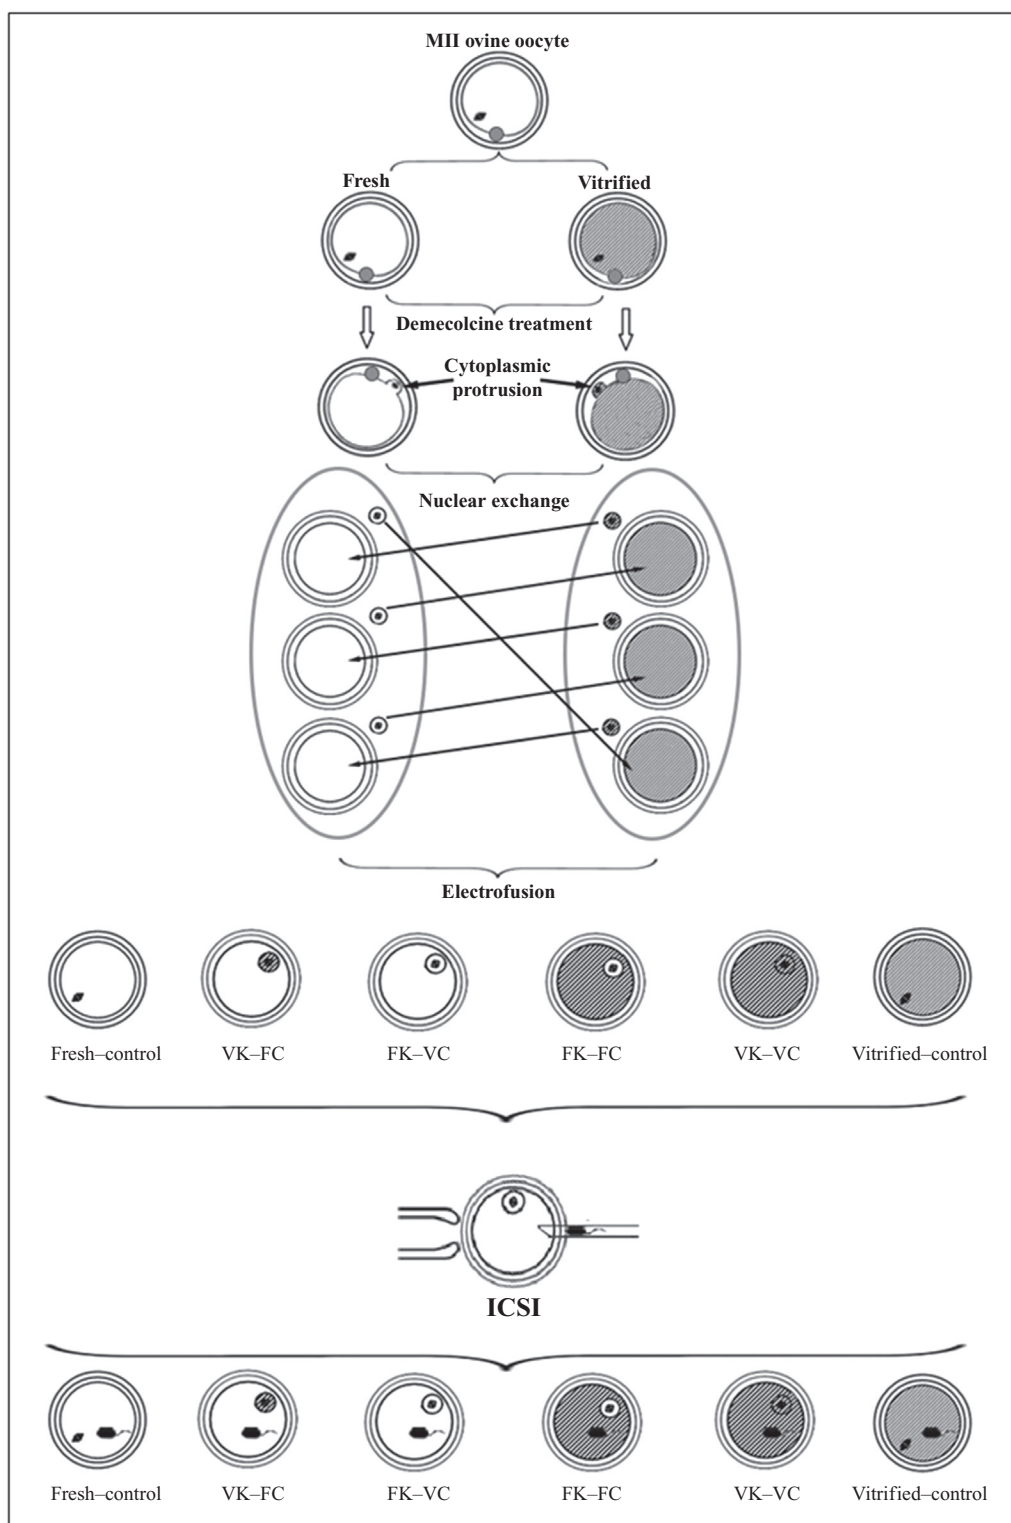 MII ovine oocyte
Fresh
Vitrified
Demecolcine treatment
Cytoplasmic
protrusion
Nuclear exchange
Electrofusion
Fresh–control
VK–FC
FK–VC
FK–FC
VK–VC
Vitrified–control
ICSI
Fresh–control
VK–FC
FK–VC
FK–FC
VK–VC
Vitrified–control